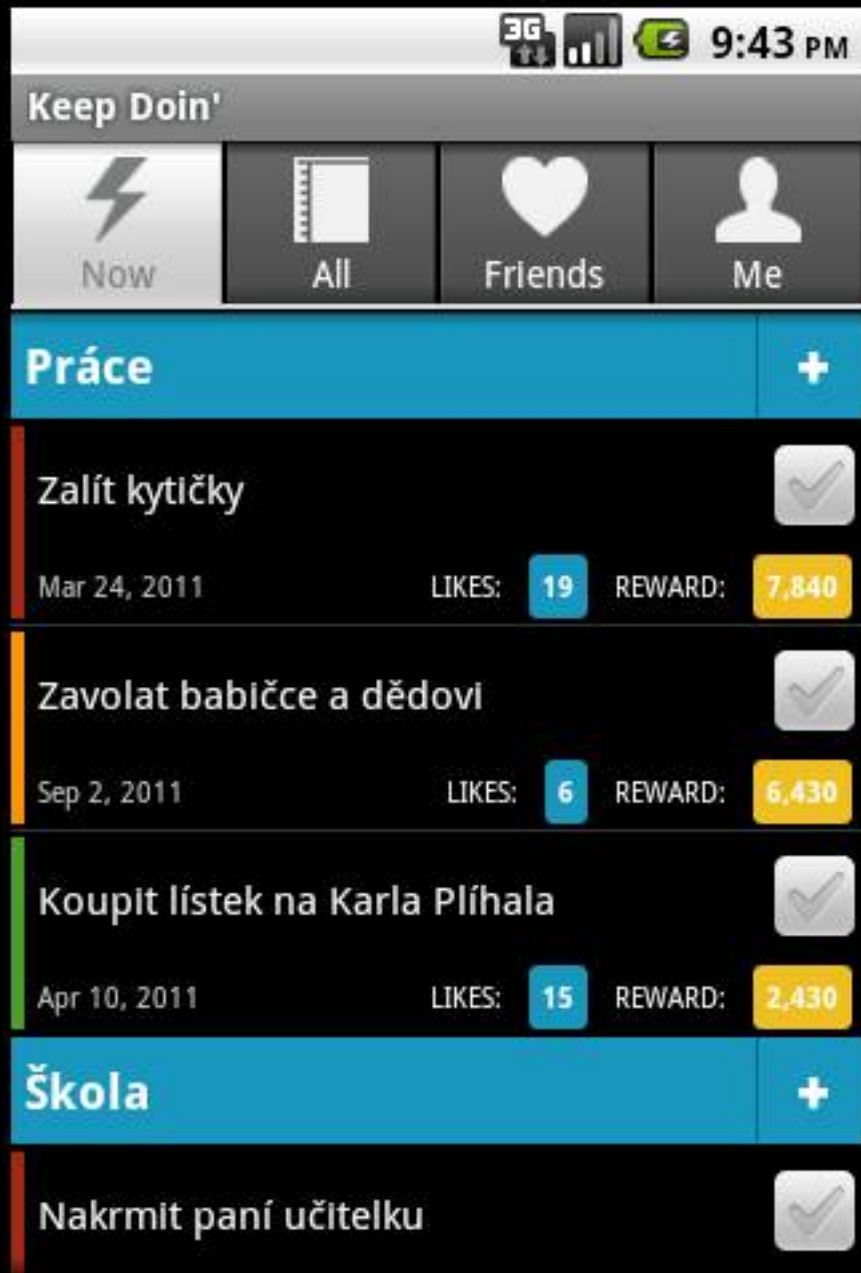 3G 9:43 PM
Keep Doin'
Now All Friends Me
Práce
Zalít kytičky
Mar 24, 2011 LIKES: 19 REWARD: 7,840
Zavolat babičce a dědovi
Sep 2, 2011 LIKES: 6 REWARD: 6,430
Koupit lístek na Karla Plíhala
Apr 10, 2011 LIKES: 15 REWARD: 2,430
Škola
Nakrmit paní učitelku